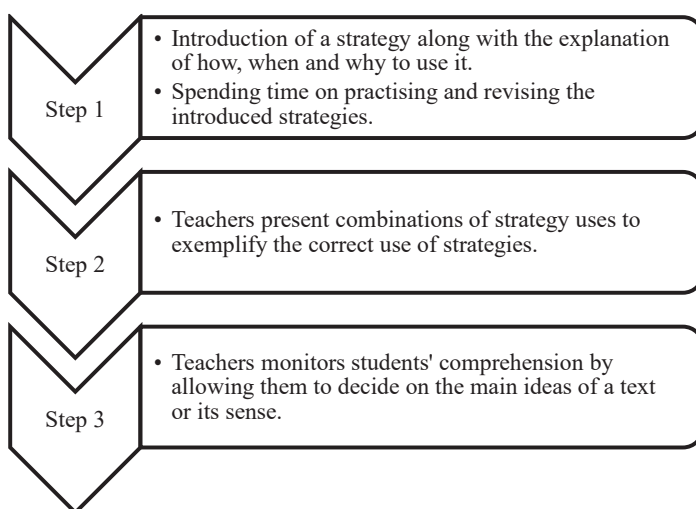 Step 1
• Introduction of a strategy along with the explanation
of how, when and why to use it.
• Spending time on practising and revising the
introduced strategies.
Step 2
• Teachers present combinations of strategy uses to
exemplify the correct use of strategies.
Step 3
• Teachers monitors students' comprehension by
allowing them to decide on the main ideas of a text
or its sense.